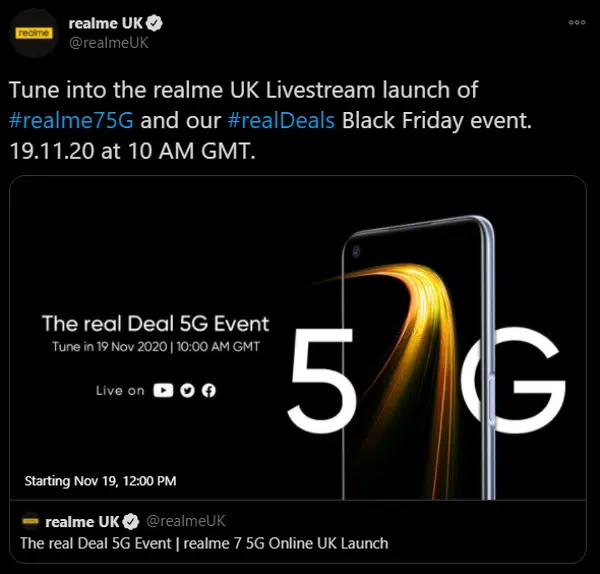 realme
realme UK
@realmeUK
Tune into the realme UK Livestream launch of
#realme75G and our #realDeals Black Friday event.
19.11.20 at 10 AM GMT.
The real Deal 5G Event
Tune in 19 Nov 2020 | 10:00 AM GMT
Live on
5G
Starting Nov 19, 12:00 PM
realme UK @realmeUK
The real Deal 5G Event | realme 7 5G Online UK Launch